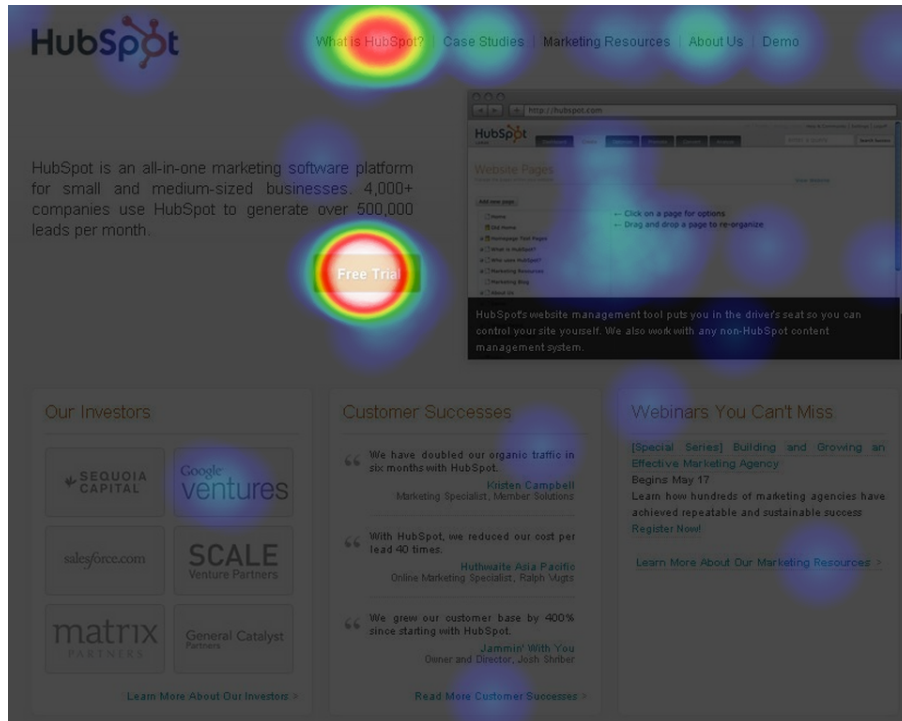 HubSpot
What is HubSpot? | Case Studies | Marketing Resources | About Us | Demo
HubSpot is an all-in-one marketing software platform
for small and medium-sized businesses. 4,000+
companies use HubSpot to generate over 500,000
leads per month.
Free Trial
http://hubspot.com
HubSpot
Website Pages
Add new page
Home
Site Home
Homepage Test Pages
What is HubSpot?
Who uses HubSpot?
Marketing Resources
Marketing Blog
About Us
← Click on a page for options
← Drag and drop a page to re-organize
HubSpot's website management tool puts you in the driver's seat so you can
control your site yourself. We also work with any non-HubSpot content
management system.
Our Investors
SEQUOIA
CAPITAL
Google
ventures
salesforce.com
SCALE
Venture Partners
matrix
PARTNERS
General Catalyst
Partners
Learn More About Our Investors >
Customer Successes
We have doubled our organic traffic in
six months with HubSpot.
Kristen Campbell
Marketing Specialist, Member Solutions
With HubSpot, we reduced our cost per
lead 40 times.
Huthwaite Asia Pacific
Online Marketing Specialist, Ralph Vugts
We grew our customer base by 400%
since starting with HubSpot.
Jammin' With You
Owner and Director, Josh Shriber
Read More Customer Successes >
Webinars You Can't Miss
[Special Series] Building and Growing an
Effective Marketing Agency
Begins May 17
Learn how hundreds of marketing agencies have
achieved repeatable and sustainable success
Register Now!
Learn More About Our Marketing Resources >